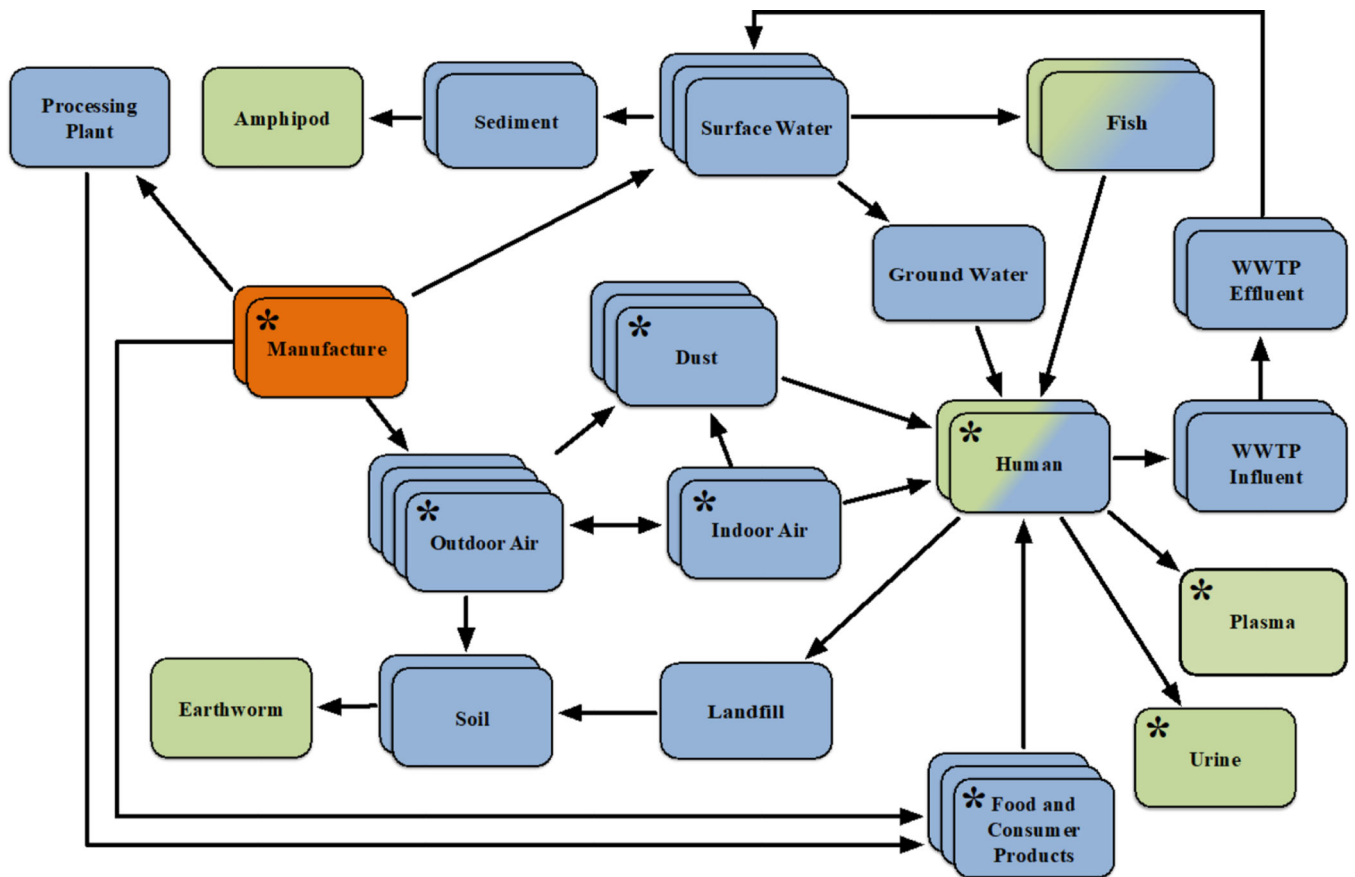 Processing
Plant
Amphipod
Sediment
Surface Water
Fish
Ground Water
WWTP
Effluent
*
Manufacture
*
Dust
*
Human
WWTP
Influent
*
Outdoor Air
*
Indoor Air
*
Plasma
Earthworm
Soil
Landfill
*
Urine
*
Food and
Consumer
Products